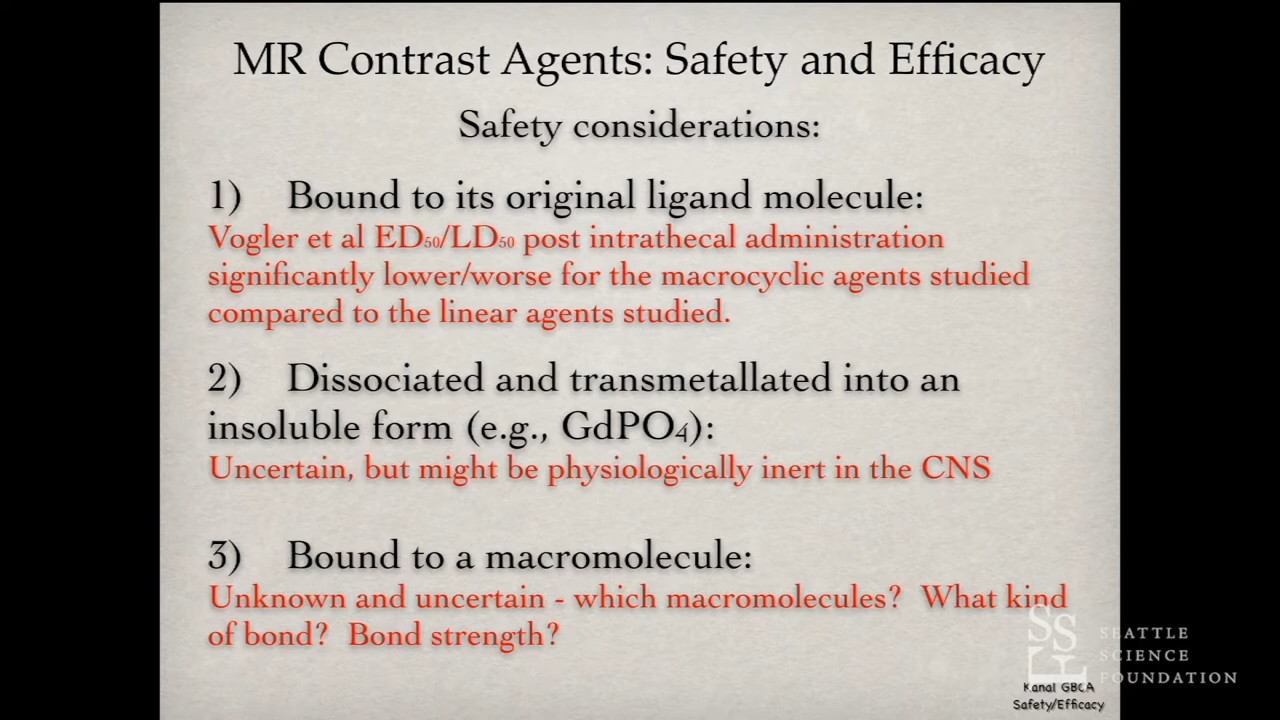 MR Contrast Agents: Safety and Efficacy
Safety considerations:
1) Bound to its original ligand molecule:
Vogler et al ED50/LD50 post intrathecal administration
significantly lower/worse for the macrocyclic agents studied
compared to the linear agents studied.
2) Dissociated and transmetallated into an
insoluble form (e.g., GdPO4):
Uncertain, but might be physiologically inert in the CNS
3) Bound to a macromolecule:
Unknown and uncertain - which macromolecules? What kind
of bond? Bond strength?
SSF
SEATTLE
SCIENCE
FOUNDATION
Kanal GBCA
Safety/Efficacy